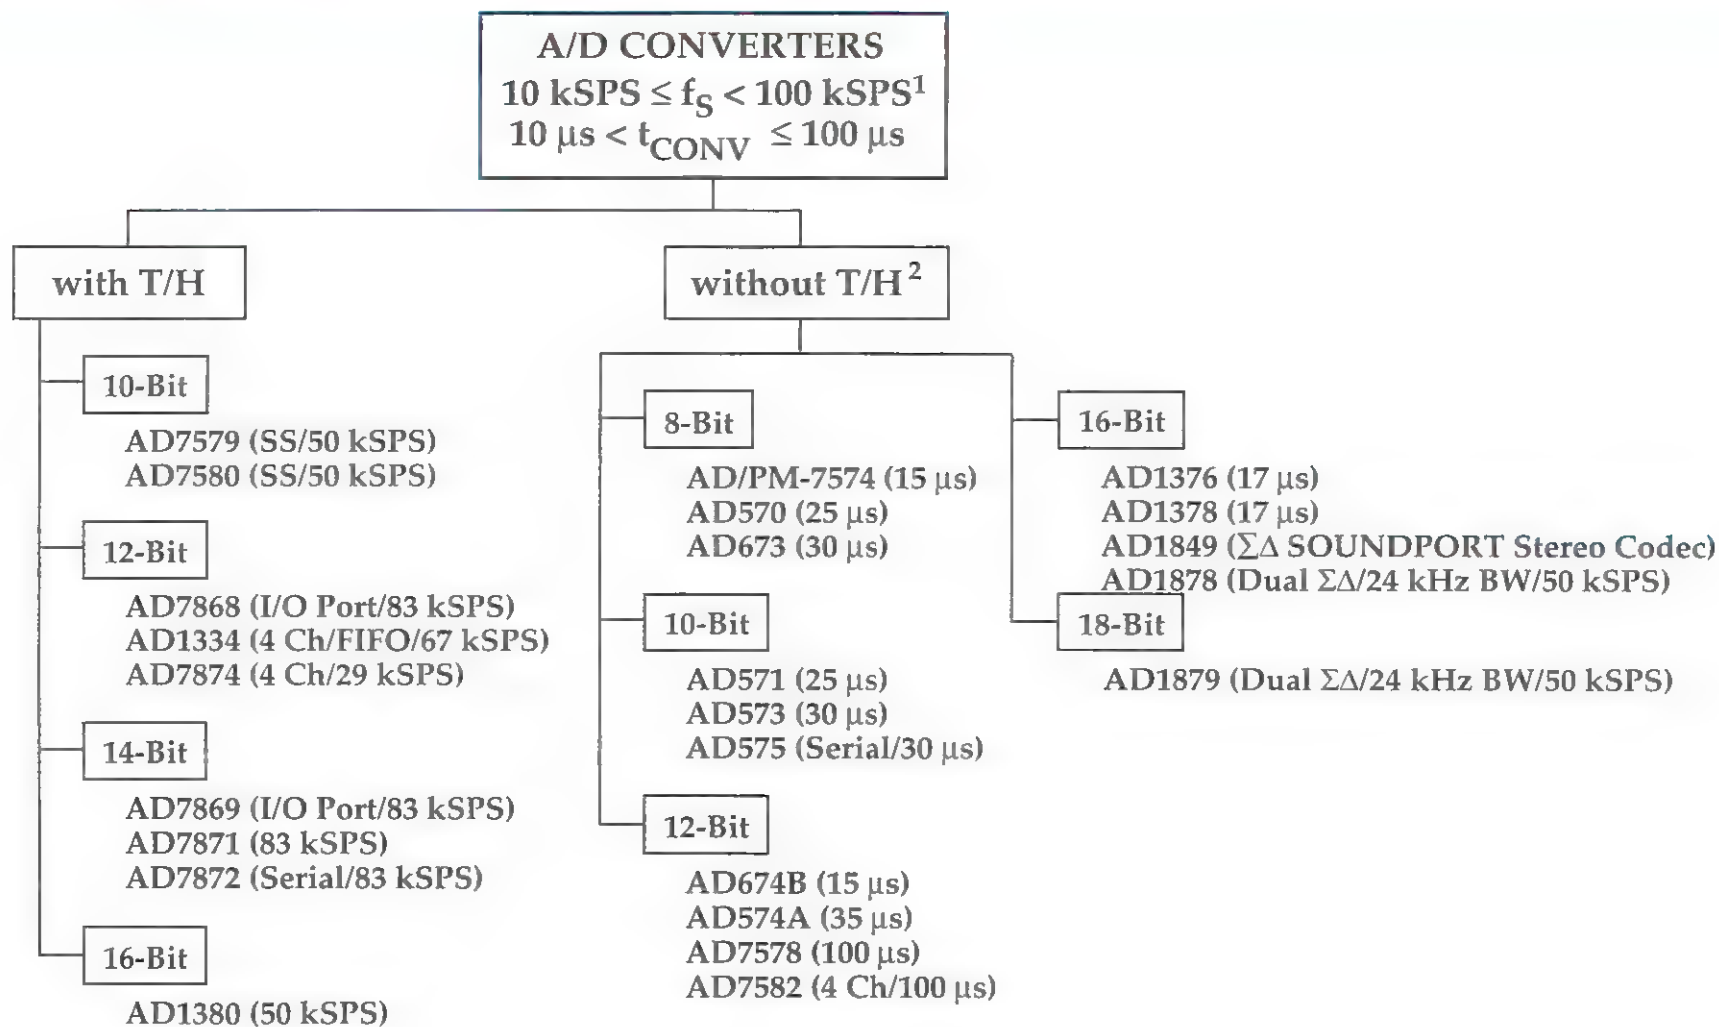 A/D CONVERTERS
10 kSPS ≤ fS < 100 kSPS1
10 µs < tCONV ≤ 100 µs
with T/H
10-Bit
AD7579 (SS/50 kSPS)
AD7580 (SS/50 kSPS)
12-Bit
AD7868 (I/O Port/83 kSPS)
AD1334 (4 Ch/FIFO/67 kSPS)
AD7874 (4 Ch/29 kSPS)
14-Bit
AD7869 (I/O Port/83 kSPS)
AD7871 (83 kSPS)
AD7872 (Serial/83 kSPS)
16-Bit
AD1380 (50 kSPS)
without T/H2
8-Bit
AD/PM-7574 (15 µs)
AD570 (25 µs)
AD673 (30 µs)
10-Bit
AD571 (25 µs)
AD573 (30 µs)
AD575 (Serial/30 µs)
12-Bit
AD674B (15 µs)
AD574A (35 µs)
AD7578 (100 µs)
AD7582 (4 Ch/100 µs)
16-Bit
AD1376 (17 µs)
AD1378 (17 µs)
AD1849 (ΣΔ SOUNDPORT Stereo Codec)
AD1878 (Dual ΣΔ/24 kHz BW/50 kSPS)
18-Bit
AD1879 (Dual ΣΔ/24 kHz BW/50 kSPS)